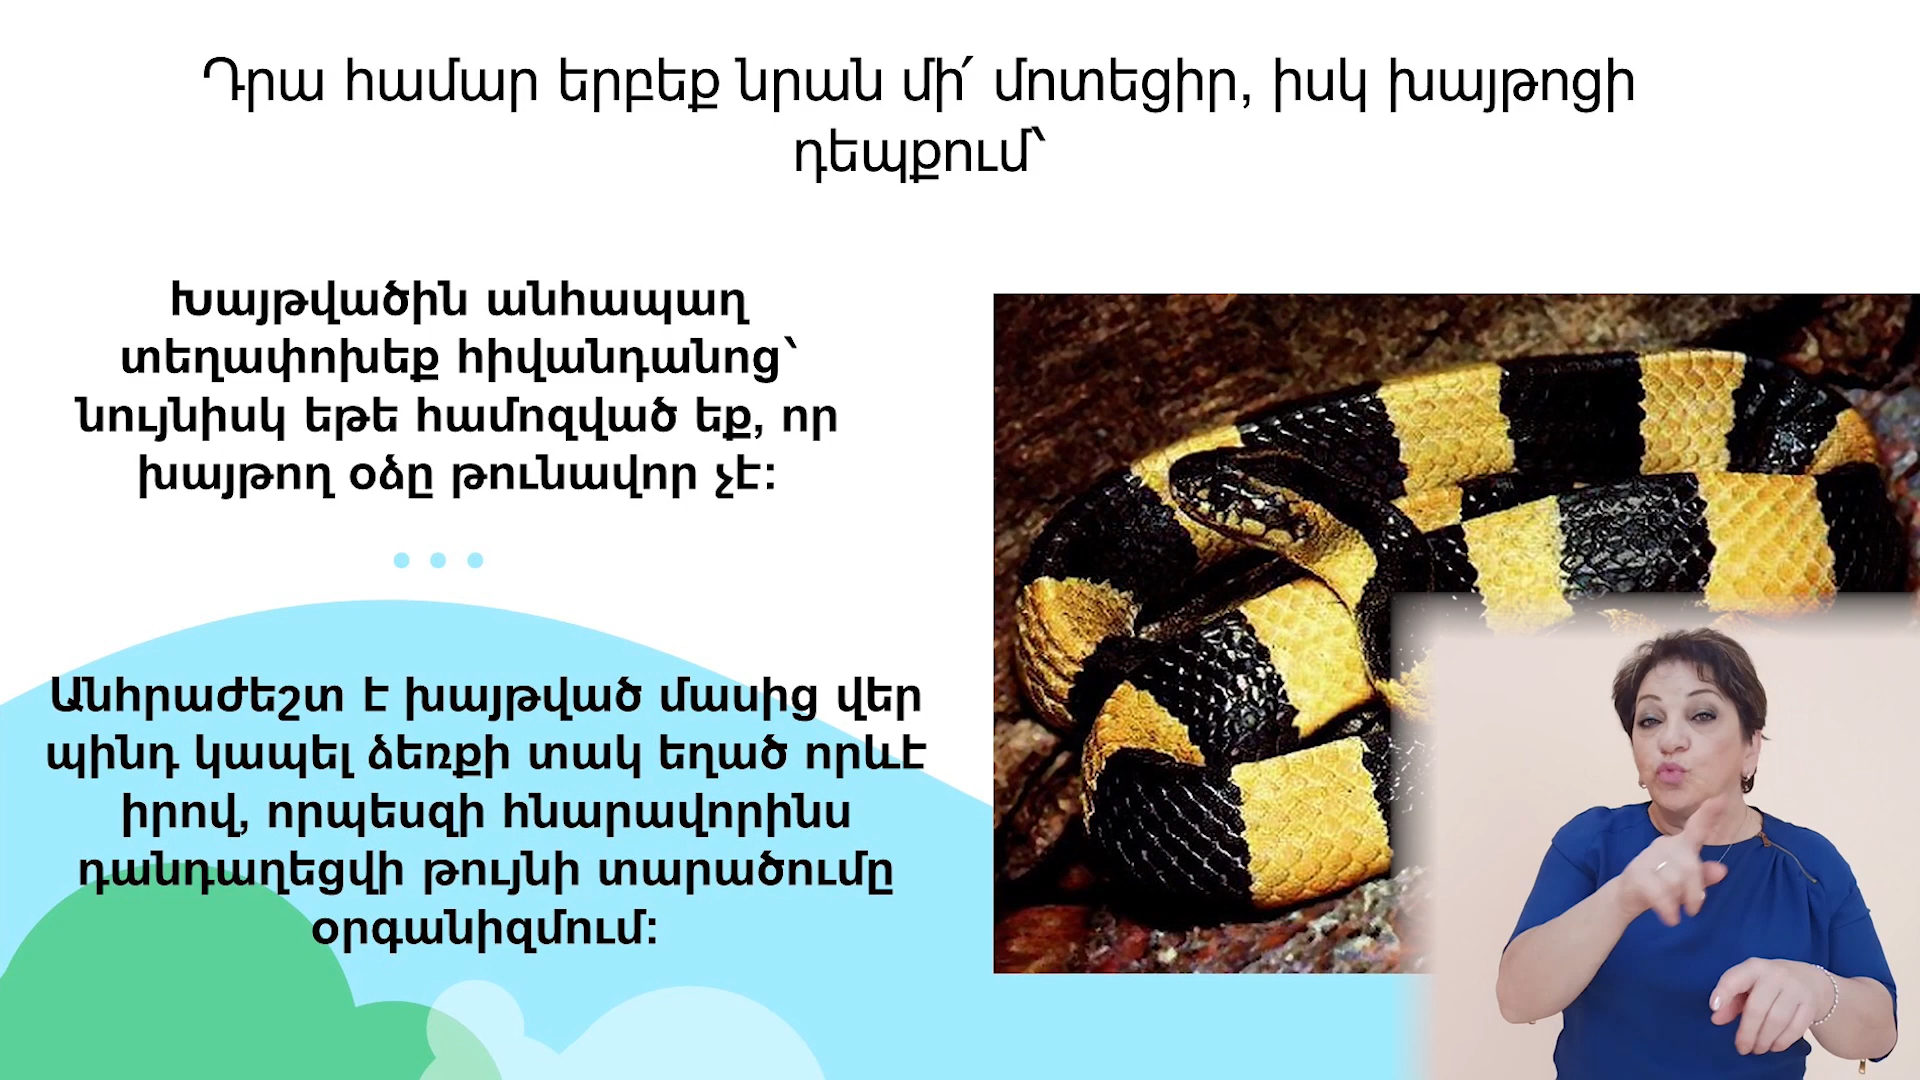 Դրա համար երբեք նրան մի՛ մոտեցիր, իսկ խայթոցի
դեպքում՝
Խայթվածին անհապաղ
տեղափոխեք հիվանդանոց՝
նույնիսկ եթե համոզված եք, որ
խայթող օձը թունավոր չէ:
Անհրաժեշտ է խայթված մասից վեր
պինդ կապել ձեռքի տակ եղած որևէ
իրով, որպեսզի հնարավորինս
դանդաղեցվի թույնի տարածումը
օրգանիզմում: